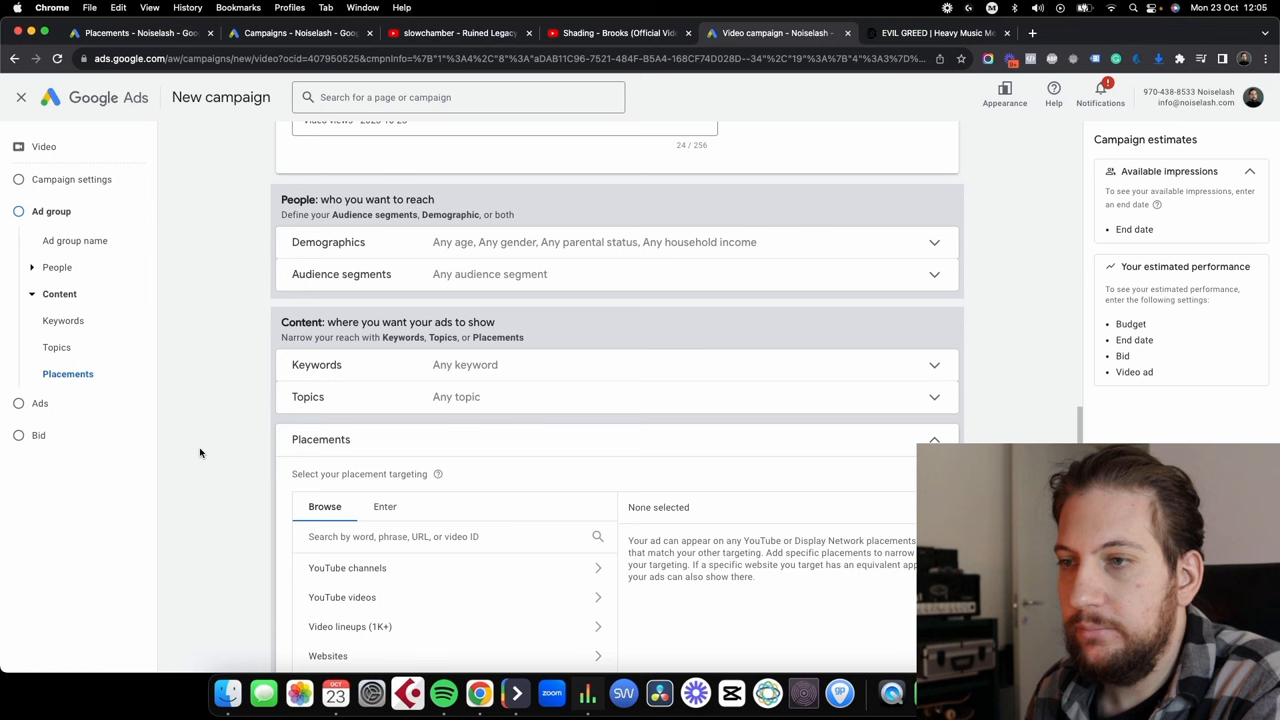 Chrome File Edit View History Bookmarks Profiles Tab Window Help Mon 23 Oct 12:05
Placements - Noiselash - Goo
Campaigns - Noiselash - Goog
slowchamber - Ruined Legacy
Shading - Brooks (Official Vide
Video campaign - Noiselash -
EVIL GREED | Heavy Music Me
ads.google.com/aw/campaigns/new/video?ocid=407950525&cmpnInfo=%7B"1"%3A4%2C"8"%3A"aDAB11C96-7521-484F-B5A4-168CF74D028D--34"%2C"19"%3A%7B"4"%3A3%7D%...
Google Ads
New campaign
Search for a page or campaign
Appearance
Help
Notifications
970-438-8533 Noiselash
info@noiselash.com
Video
Campaign settings
Ad group
Ad group name
People
Content
Keywords
Topics
Placements
Ads
Bid
24 / 256
People: who you want to reach
Define your Audience segments, Demographic, or both
Demographics Any age, Any gender, Any parental status, Any household income
Audience segments Any audience segment
Content: where you want your ads to show
Narrow your reach with Keywords, Topics, or Placements
Keywords Any keyword
Topics Any topic
Placements
Select your placement targeting
Browse Enter
Search by word, phrase, URL, or video ID
YouTube channels
YouTube videos
Video lineups (1K+)
Websites
None selected
Your ad can appear on any YouTube or Display Network placements
that match your other targeting. Add specific placements to narrow
your targeting. If a specific website you target has an equivalent app
your ads can also show there.
Campaign estimates
Available impressions
To see your available impressions, enter
an end date
• End date
Your estimated performance
To see your estimated performance,
enter the following settings:
• Budget
• End date
• Bid
• Video ad
OCT
23
zoom
SW
gp